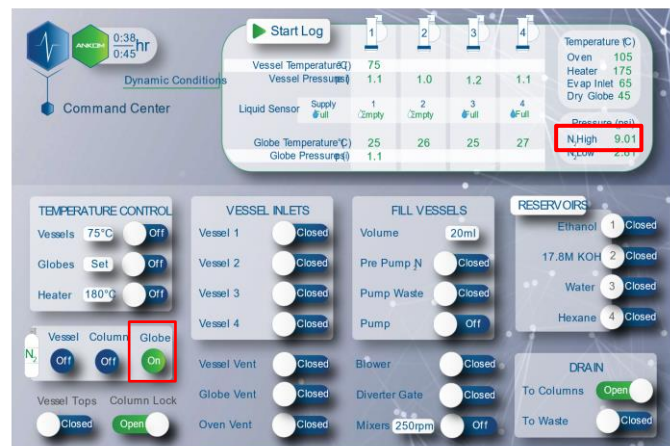 ANKOM
0:38
0:45 hr
Start Log
1 2 3 4
Vessel Temperature(°C) 75
Vessel Pressure(psi) 1.1 1.0 1.2 1.1
Liquid Sensor Supply Full 1 Empty 2 Empty 3 Full 4 Full
Globe Temperature(°C) 25 26 25 27
Globe Pressure(psi) 1.1
Temperature (°C)
Oven 105
Heater 175
Evap Inlet 65
Dry Globe 45
Pressure (psi)
N2High 9.01
N2Low 2.61
Dynamic Conditions
Command Center
TEMPERATURE CONTROL
Vessels 75°C Off
Globes Set Off
Heater 180°C Off
N2
Vessel Column Globe
Off Off On
Vessel Tops Column Lock
Closed Open
VESSEL INLETS
Vessel 1 Closed
Vessel 2 Closed
Vessel 3 Closed
Vessel 4 Closed
Vessel Vent Closed
Globe Vent Closed
Oven Vent Closed
FILL VESSELS
Volume 20ml
Pre Pump N2 Closed
Pump Waste Closed
Pump Off
Blower Closed
Diverter Gate Closed
Mixers 250rpm Off
RESERVOIRS
Ethanol 1 Closed
17.8M KOH 2 Closed
Water 3 Closed
Hexane 4 Closed
DRAIN
To Columns Open
To Waste Closed